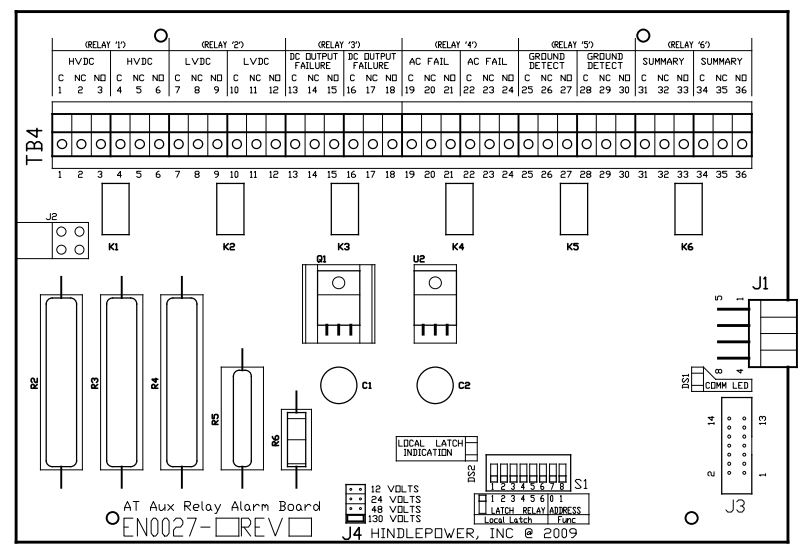 (RELAY '1') (RELAY '2') (RELAY '3') (RELAY '4') (RELAY '5') (RELAY '6')
HVDC HVDC LVDC LVDC DC OUTPUT FAILURE DC OUTPUT FAILURE AC FAIL AC FAIL GROUND DETECT GROUND DETECT SUMMARY SUMMARY
C NC NO C NC NO C NC NO C NC NO C NC NO C NC NO C NC NO C NC NO C NC NO C NC NO C NC NO C NC NO
1 2 3 4 5 6 7 8 9 10 11 12 13 14 15 16 17 18 19 20 21 22 23 24 25 26 27 28 29 30 31 32 33 34 35 36
TB4
1 2 3 4 5 6 7 8 9 10 11 12 13 14 15 16 17 18 19 20 21 22 23 24 25 26 27 28 29 30 31 32 33 34 35 36
J2
K1 K2 K3 K4 K5 K6
Q1 U2
J1
5 1
8 4
DS1
COMM LED
R2 R3 R4 R5 R6
C1 C2
14 13
2 1
J3
LOCAL LATCH
INDICATION
DS2
1 2 3 4 5 6 7 8
S1
1 2 3 4 5 6 0 1
LATCH RELAY ADDRESS
Local Latch Func
12 VOLTS
24 VOLTS
48 VOLTS
130 VOLTS
J4
AT Aux Relay Alarm Board
EN0027- REV
HINDLEPOWER, INC @ 2009